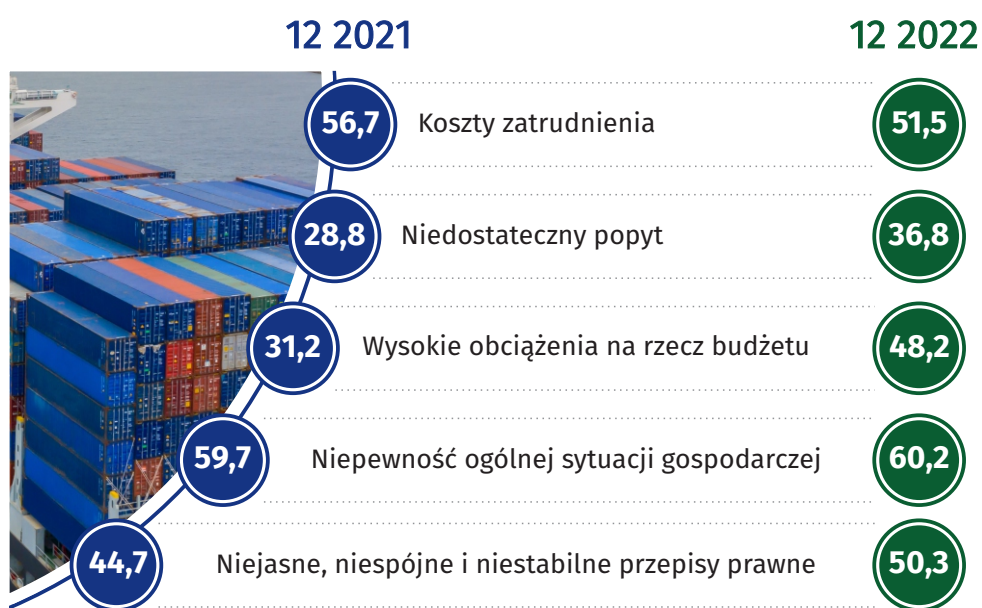 12 2021 12 2022
56,7 Koszty zatrudnienia 51,5
28,8 Niedostateczny popyt 36,8
31,2 Wysokie obciążenia na rzecz budżetu 48,2
59,7 Niepewność ogólnej sytuacji gospodarczej 60,2
44,7 Niejasne, niespójne i niestabilne przepisy prawne 50,3